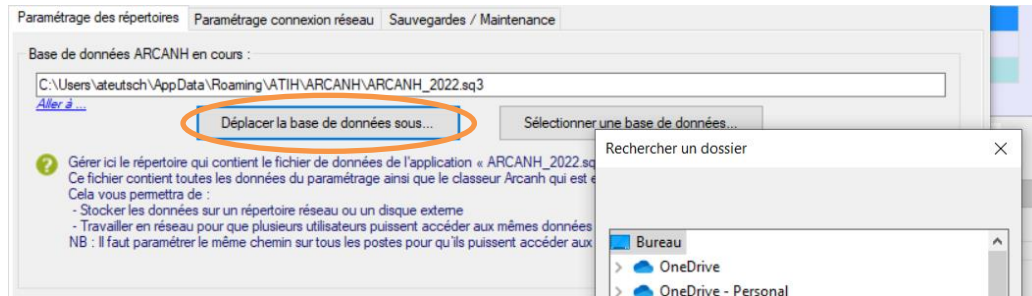 Paramétrage des répertoires Paramétrage connexion réseau Sauvegardes / Maintenance
Base de données ARCANH en cours :
C:\Users\ateutsch\AppData\Roaming\ATIH\ARCANH\ARCANH_2022.sq3
Aller à ...
Déplacer la base de données sous... Sélectionner une base de données...
Rechercher un dossier
Gérer ici le répertoire qui contient le fichier de données de l'application « ARCANH_2022.sq
Ce fichier contient toutes les données du paramétrage ainsi que le classeur Arcanh qui est e
Cela vous permettra de :
- Stocker les données sur un répertoire réseau ou un disque externe
- Travailler en réseau pour que plusieurs utilisateurs puissent accéder aux mêmes données
NB : Il faut paramétrer le même chemin sur tous les postes pour qu'ils puissent accéder aux
Bureau
OneDrive
OneDrive - Personal